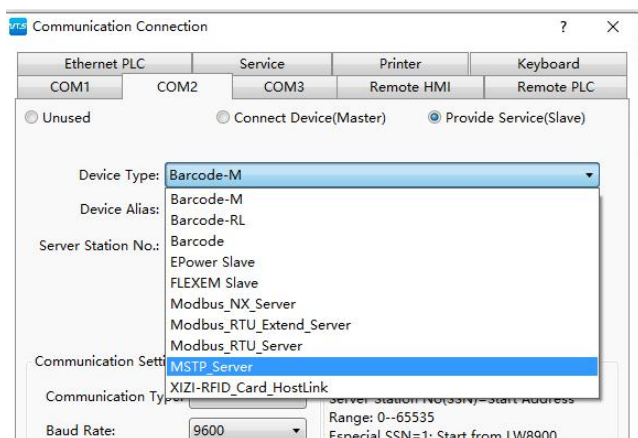 VT.S Communication Connection ? X
Ethernet PLC Service Printer Keyboard
COM1 COM2 COM3 Remote HMI Remote PLC
Unused Connect Device(Master) Provide Service(Slave)
Device Type: Barcode-M
Device Alias:
Server Station No.:
Barcode-M
Barcode-RL
Barcode
EPower Slave
FLEXEM Slave
Modbus_NX_Server
Modbus_RTU_Extend_Server
Modbus_RTU_Server
MSTP_Server
XIZI-RFID_Card_HostLink
Communication Setti
Communication Type:
Server Station No(SSN)=Start Address
Range: 0--65535
Baud Rate: 9600
Especial SSN=1: Start from LW8900